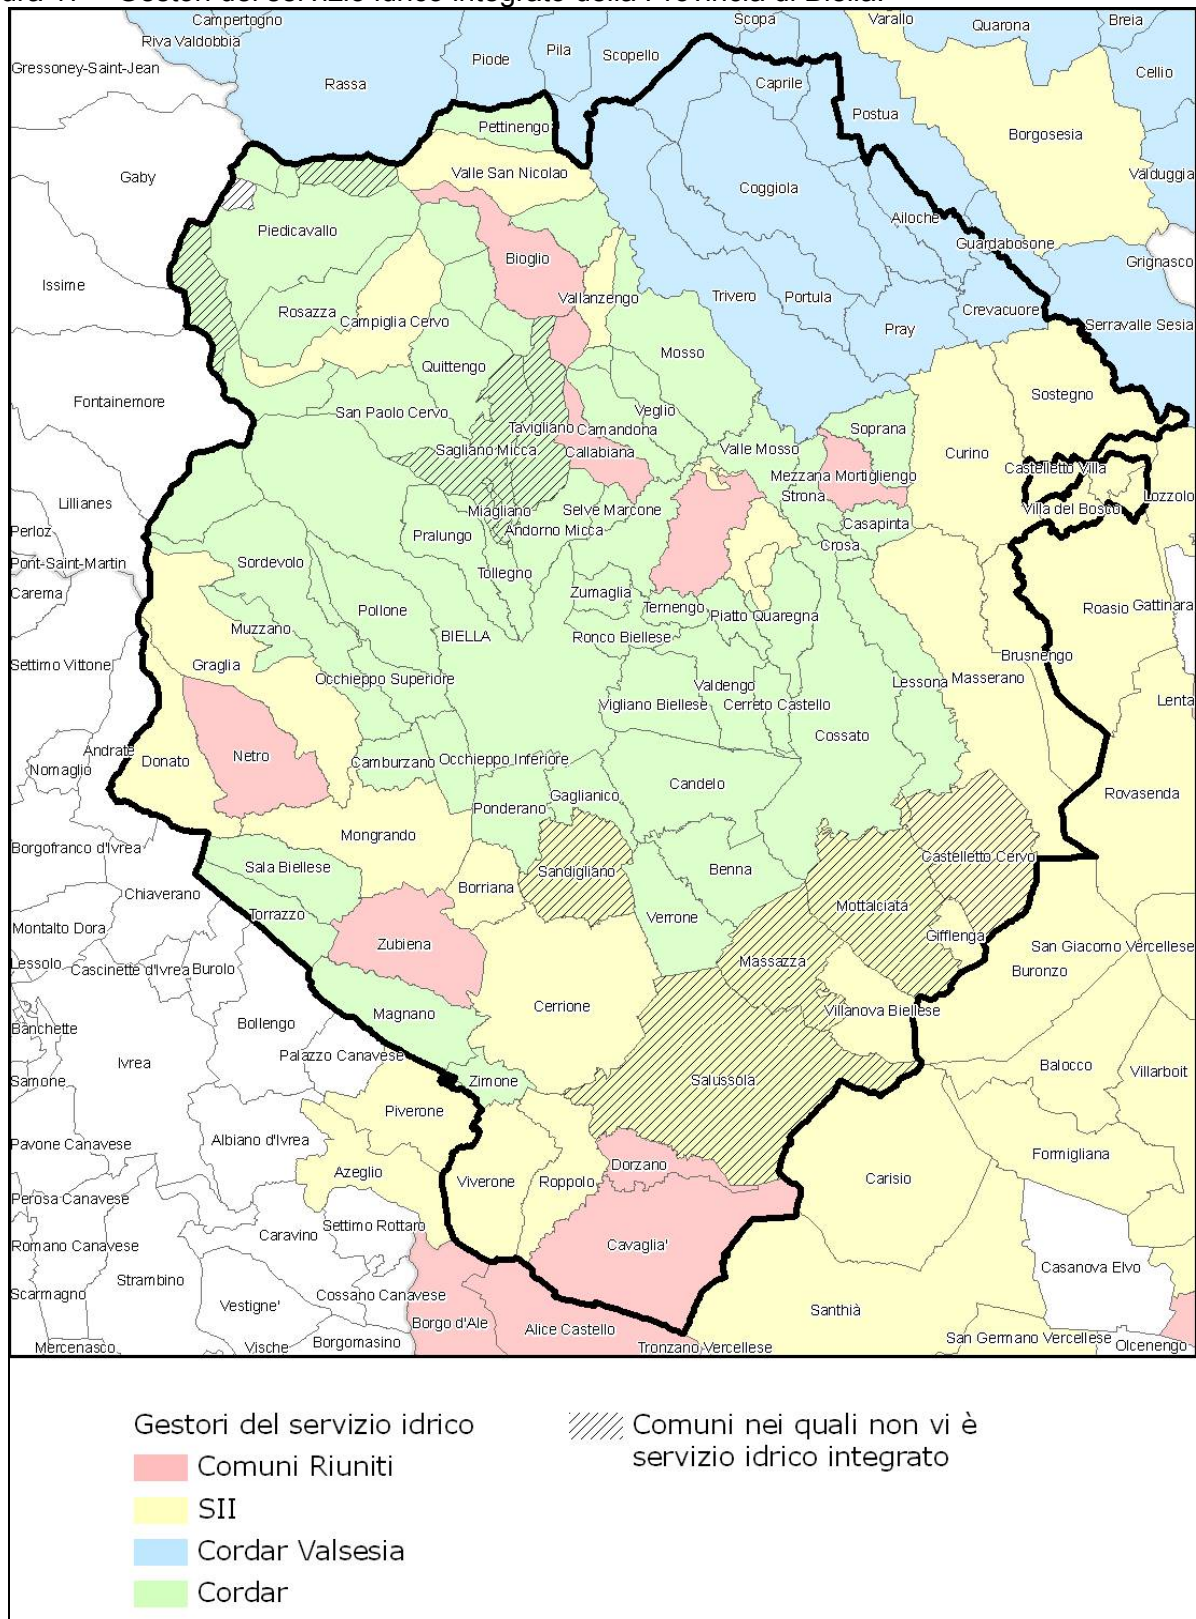 Gestori del servizio idrico integrato della Provincia di Biella.
Campertogno
Scopa
Varallo
Quarona
Breia
Riva Valdobbia
Piode
Pila
Scopello
Gressoney-Saint-Jean
Rassa
Caprile
Cellio
Pettinengo
Postua
Borgosesia
Gaby
Valle San Nicolao
Coggiola
Valduggia
Ailoche
Piedicavallo
Guardabosone
Bioglio
Grignasco
Issime
Vallanzengo
Trivero
Portula
Rosazza
Campiglia Cervo
Crevacuore
Pray
Serravalle Sesia
Mosso
Quittengo
Sostegno
Fontainemore
San Paolo Cervo
Veglio
Tavigliano
Camandona
Soprana
Sagliano Micca
Callabiana
Valle Mosso
Curino
Castelletto Villa
Mezzana Mortigliengo
Lillianes
Strona
Lozzolo
Miagliano
Selve Marcone
Villa del Bosco
Perloz
Pralungo
Andorno Micca
Casapinta
Crosa
Pont-Saint-Martin
Sordevolo
Tollegno
Carema
Zumaglia
Pollone
Ternengo
Roasio
Gattinara
Piatto
Quaregna
Muzzano
BIELLA
Ronco Biellese
Settimo Vittone
Graglia
Brusnengo
Occhieppo Superiore
Valdengo
Lessona
Masserano
Vigliano Biellese
Cerreto Castello
Lenta
Cossato
Andrate
Netro
Donato
Camburzano
Occhieppo Inferiore
Nomaglio
Candelo
Gaglianico
Rovasenda
Ponderano
Mongrando
Borgofranco d'Ivrea
Castelletto Cervo
Sala Biellese
Benna
Sandigliano
Borriana
Chiaverano
Mottalciata
Torrazzo
Verrone
Montalto Dora
Gifflenga
Zubiena
San Giacomo Vercellese
Lessolo
Cascinette d'Ivrea
Burolo
Massazza
Buronzo
Cerrione
Villanova Biellese
Magnano
Bollengo
Banchette
Palazzo Canavese
Ivrea
Balocco
Villarboit
Samone
Zimone
Salussola
Piverone
Pavone Canavese
Albiano d'Ivrea
Formigliana
Dorzano
Azeglio
Viverone
Roppolo
Carisio
Perosa Canavese
Settimo Rottaro
Caravino
Romano Canavese
Cavaglia'
Casanova Elvo
Strambino
Scarmagno
Cossano Canavese
Vestigne'
Santhià
Borgo d'Ale
Alice Castello
San Germano Vercellese
Mercenasco
Vische
Borgomasino
Tronzano Vercellese
Olcenengo
Gestori del servizio idrico
Comuni Riuniti
SII
Cordar Valsesia
Cordar
Comuni nei quali non vi è
servizio idrico integrato